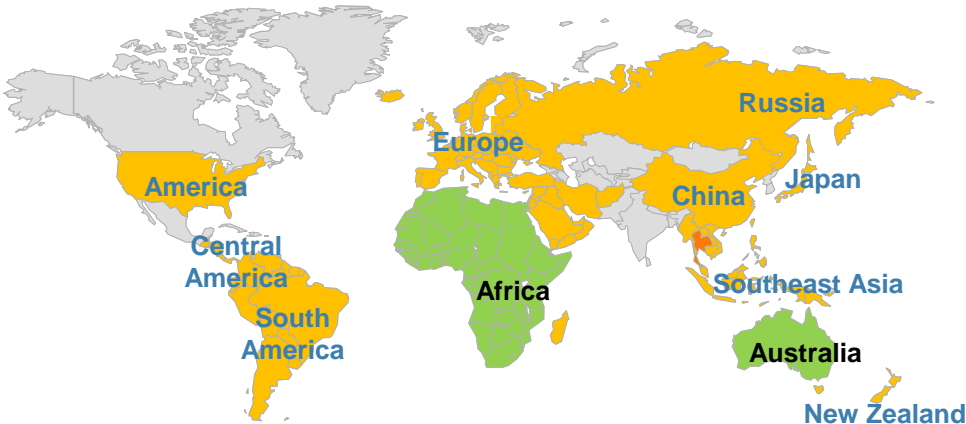 Russia
Europe
America
China
Japan
Central
America
Southeast Asia
Africa
South
America
Australia
New Zealand